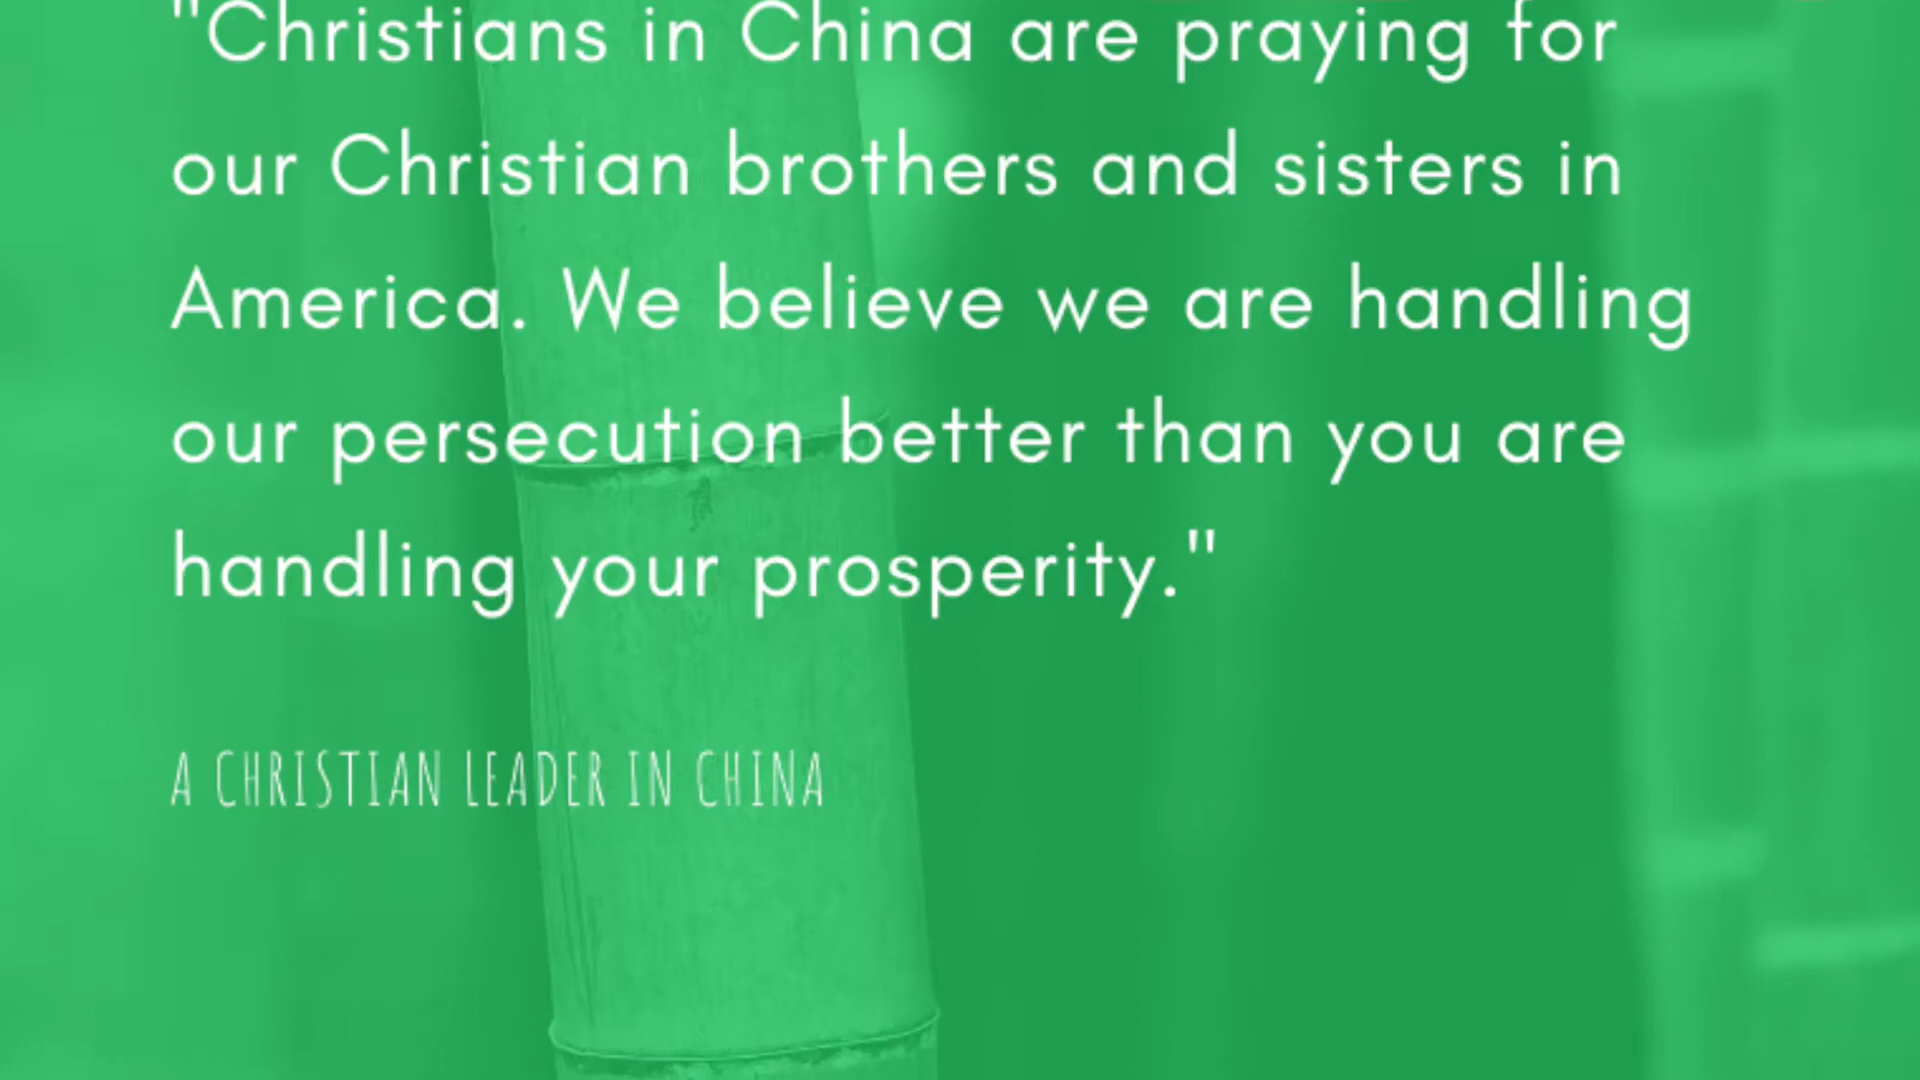 "Christians in China are praying for
our Christian brothers and sisters in
America. We believe we are handling
our persecution better than you are
handling your prosperity."
A CHRISTIAN LEADER IN CHINA